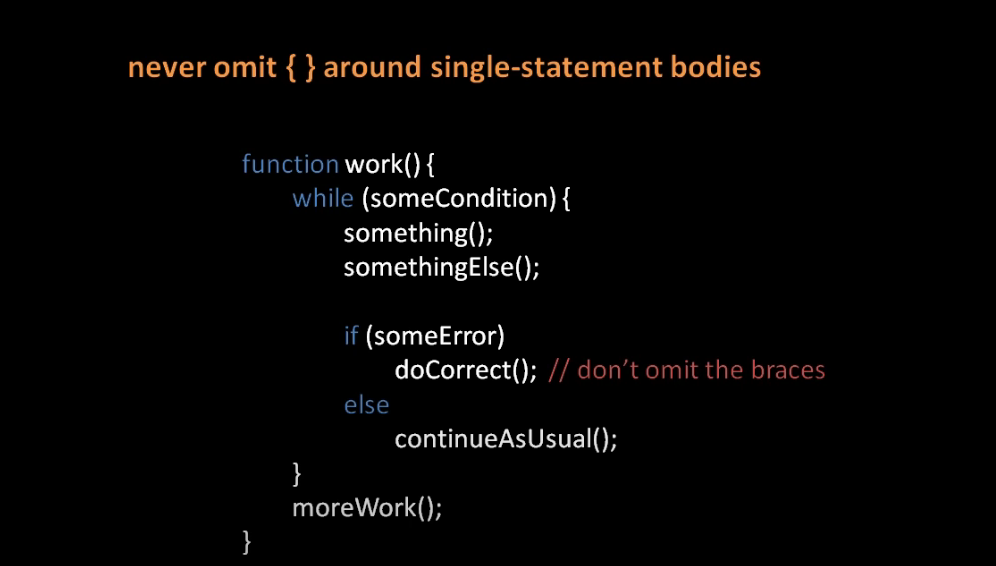 never omit { } around single-statement bodies
function work() {
while (someCondition) {
something();
somethingElse();
if (someError)
doCorrect(); // don’t omit the braces
else
continueAsUsual();
}
moreWork();
}